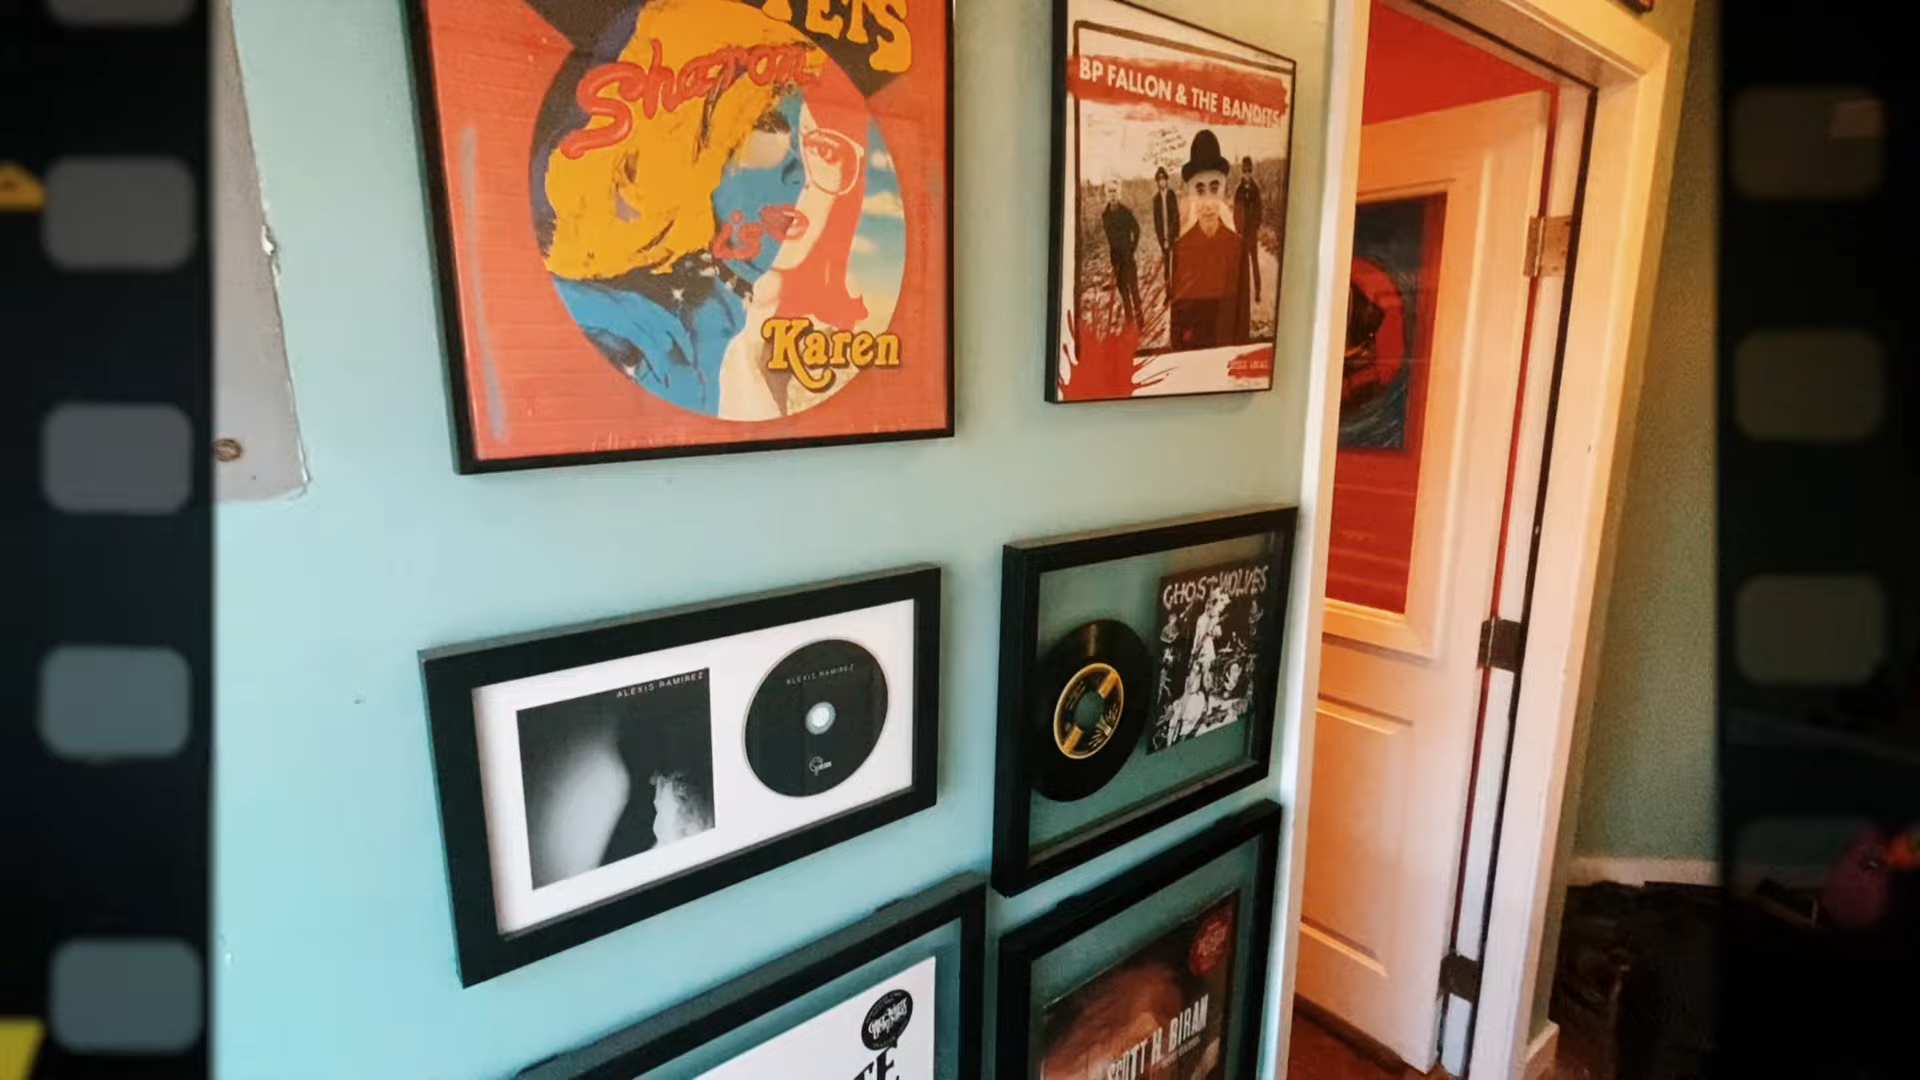 Sharon
is
Karen
BP FALLON & THE BANDITS
ALEXIS RAMIREZ
ALEXIS RAMIREZ
GHOST WOLVES
SCOTT H. BIRAM